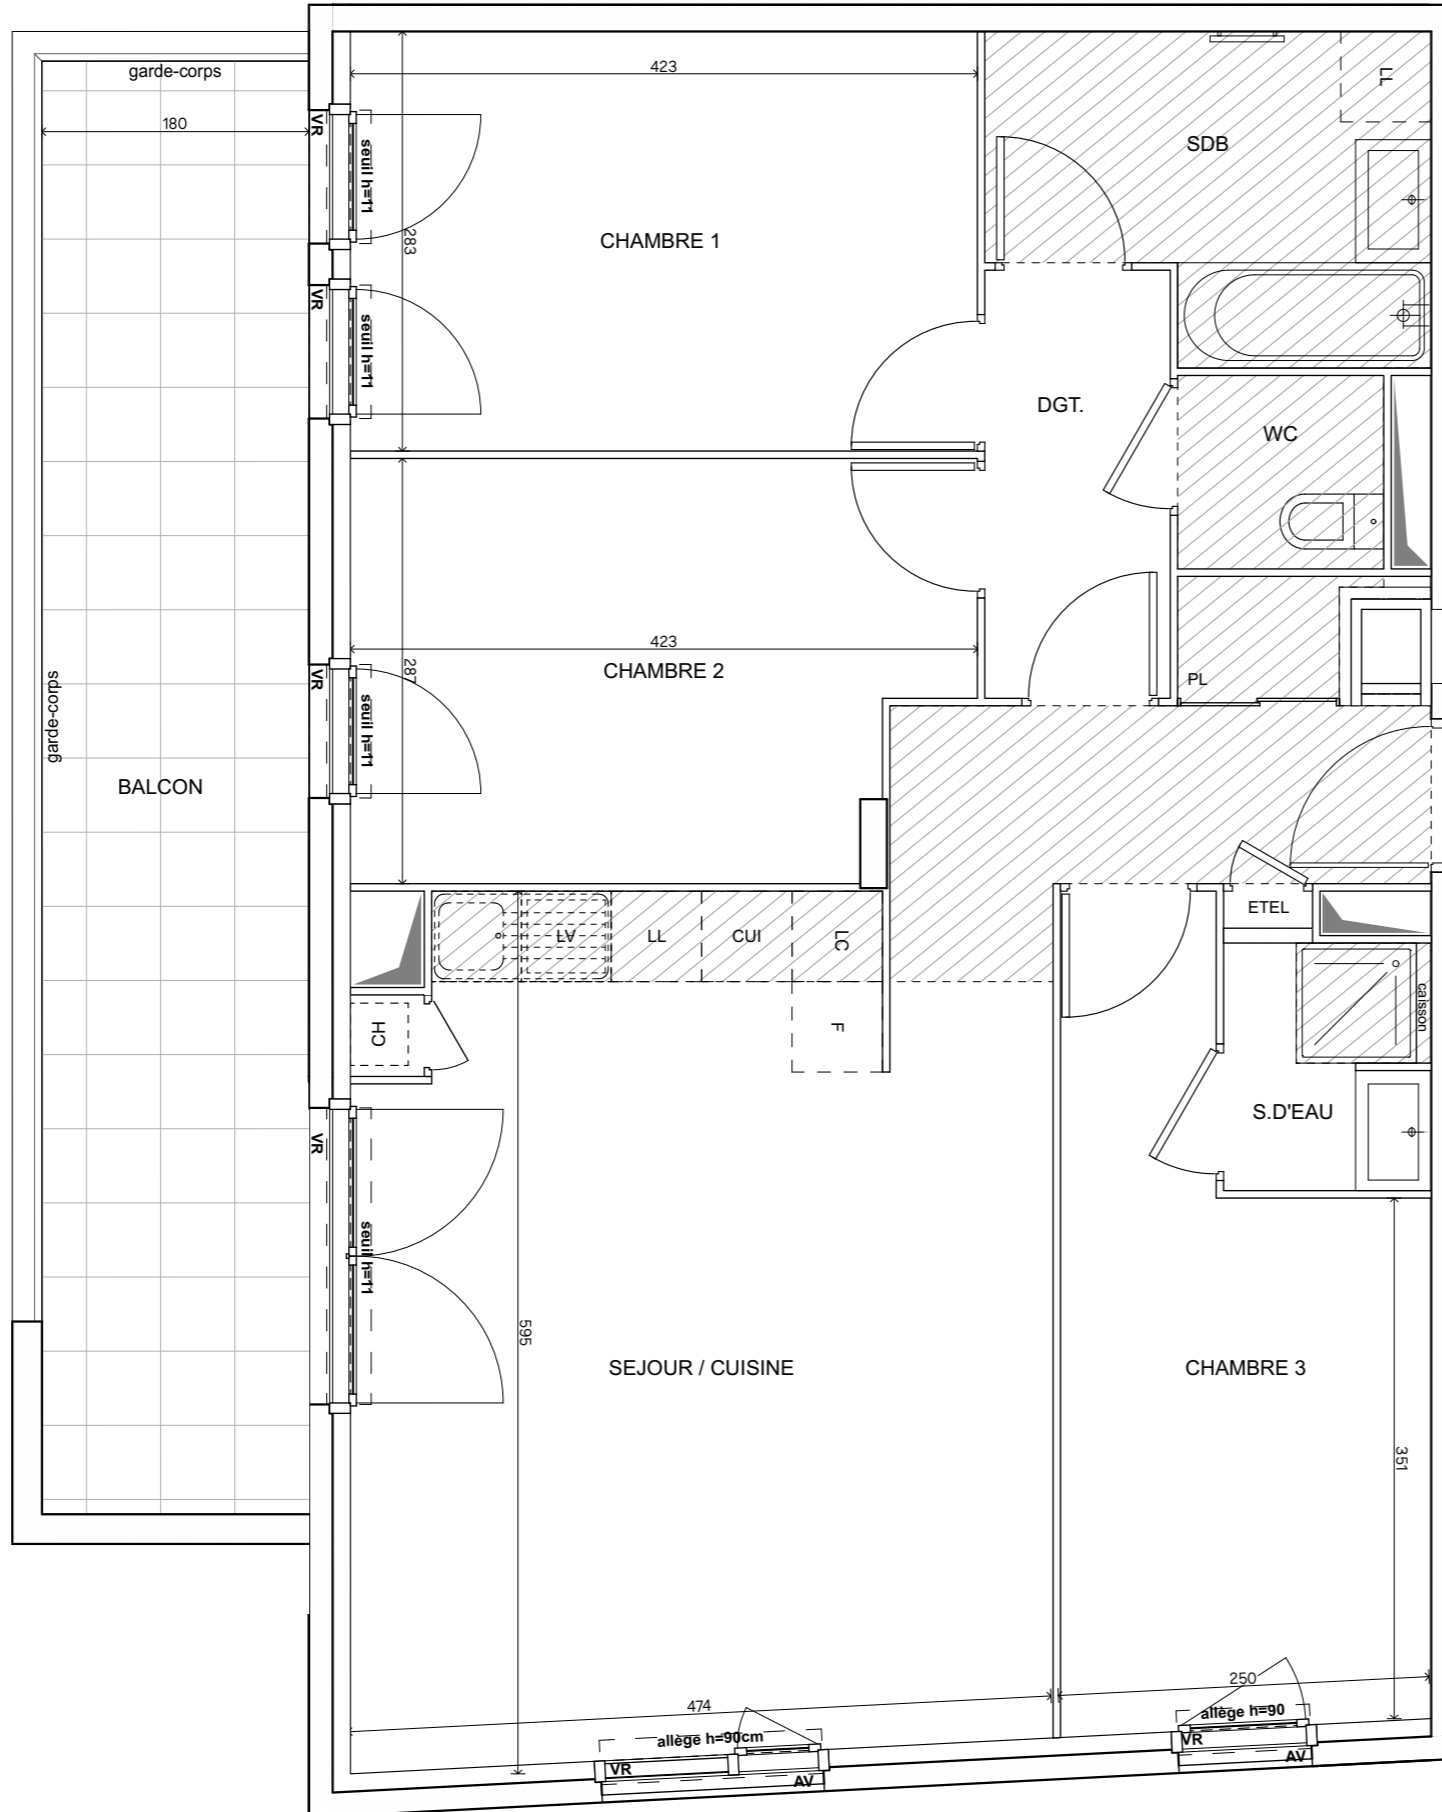 garde-corps
180
423
LL
SDB
VR
seuil h=11
283
CHAMBRE 1
VR
seuil h=11
DGT.
WC
423
287
CHAMBRE 2
PL
VR
seuil h=11
garde-corps
BALCON
ETEL
LV
LL
CUI
LC
caisson
CH
F
S.D'EAU
VR
seuil h=11
595
SEJOUR / CUISINE
CHAMBRE 3
351
474
250
allège h=90cm
allège h=90
VR
AV
VR
AV